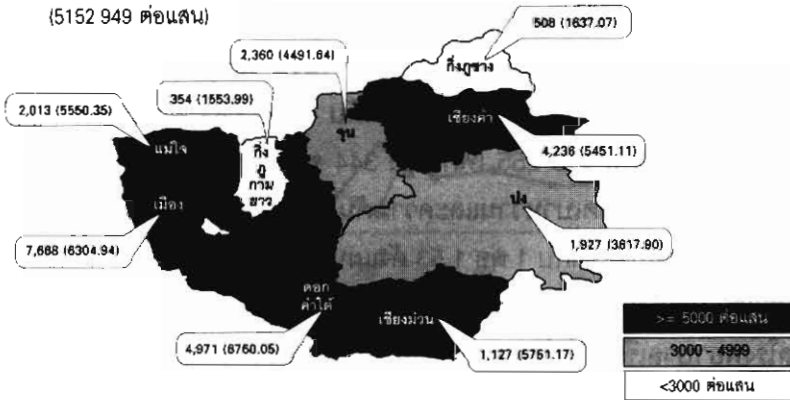 (5152 949 ต่อแสน)
508 (1637.07)
2,360 (4491.64)
กิ่งภูซาง
2,013 (5550.35)
354 (1553.99)
เชียงคำ
จุน
4,236 (5451.11)
แม่ใจ
กิ่ง
ภู
กาม
ยาว
เมือง
ปง
7,668 (6304.94)
1,927 (3617.90)
ดอก
คำใต้
เชียงม่วน
4,971 (6760.05)
1,127 (5751.17)
>= 5000 ต่อแสน
3000 - 4999
<3000 ต่อแสน